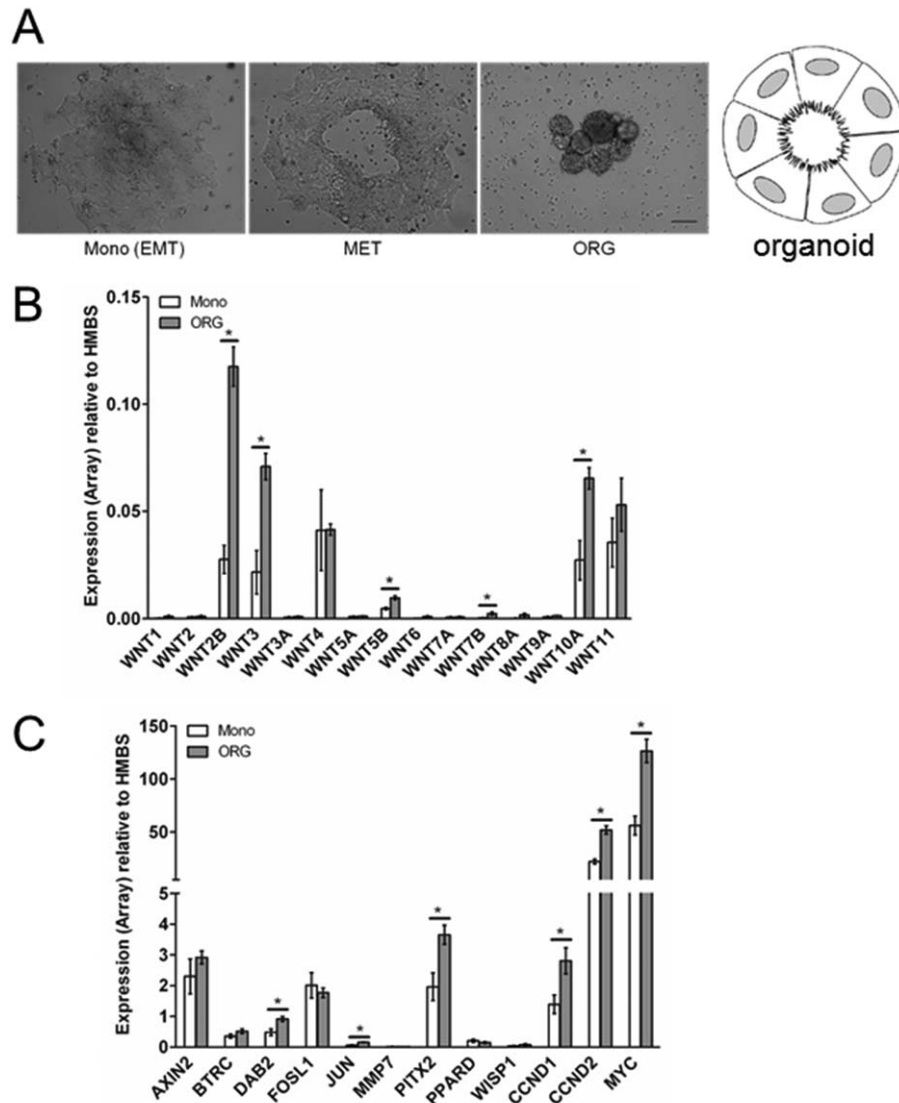 A
Mono (EMT)
MET
ORG
organoid
B
Expression (Array) relative to HMBS
0.15
0.10
0.05
0.00
Mono
ORG
*
*
*
*
*
WNT1
WNT2
WNT2B
WNT3
WNT3A
WNT4
WNT5A
WNT5B
WNT6
WNT7A
WNT7B
WNT8A
WNT9A
WNT10A
WNT11
C
Expression (Array) relative to HMBS
150
100
50
5
4
3
2
1
0
Mono
ORG
*
*
*
*
*
*
AXIN2
BTRC
DAB2
FOSL1
JUN
MMP7
PITX2
PPARD
WISP1
CCND1
CCND2
MYC